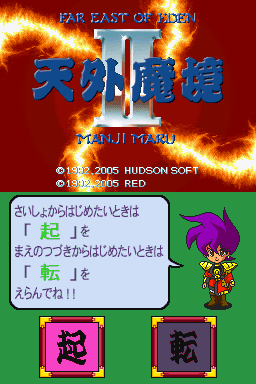 FAR EAST OF EDEN
II
天外魔境
MANJI MARU
©1992,2005 HUDSON SOFT
©1992,2005 RED
さいしょからはじめたいときは
「 起 」を
まえのつづきからはじめたいときは
「 転 」を
えらんでね!!
起 転